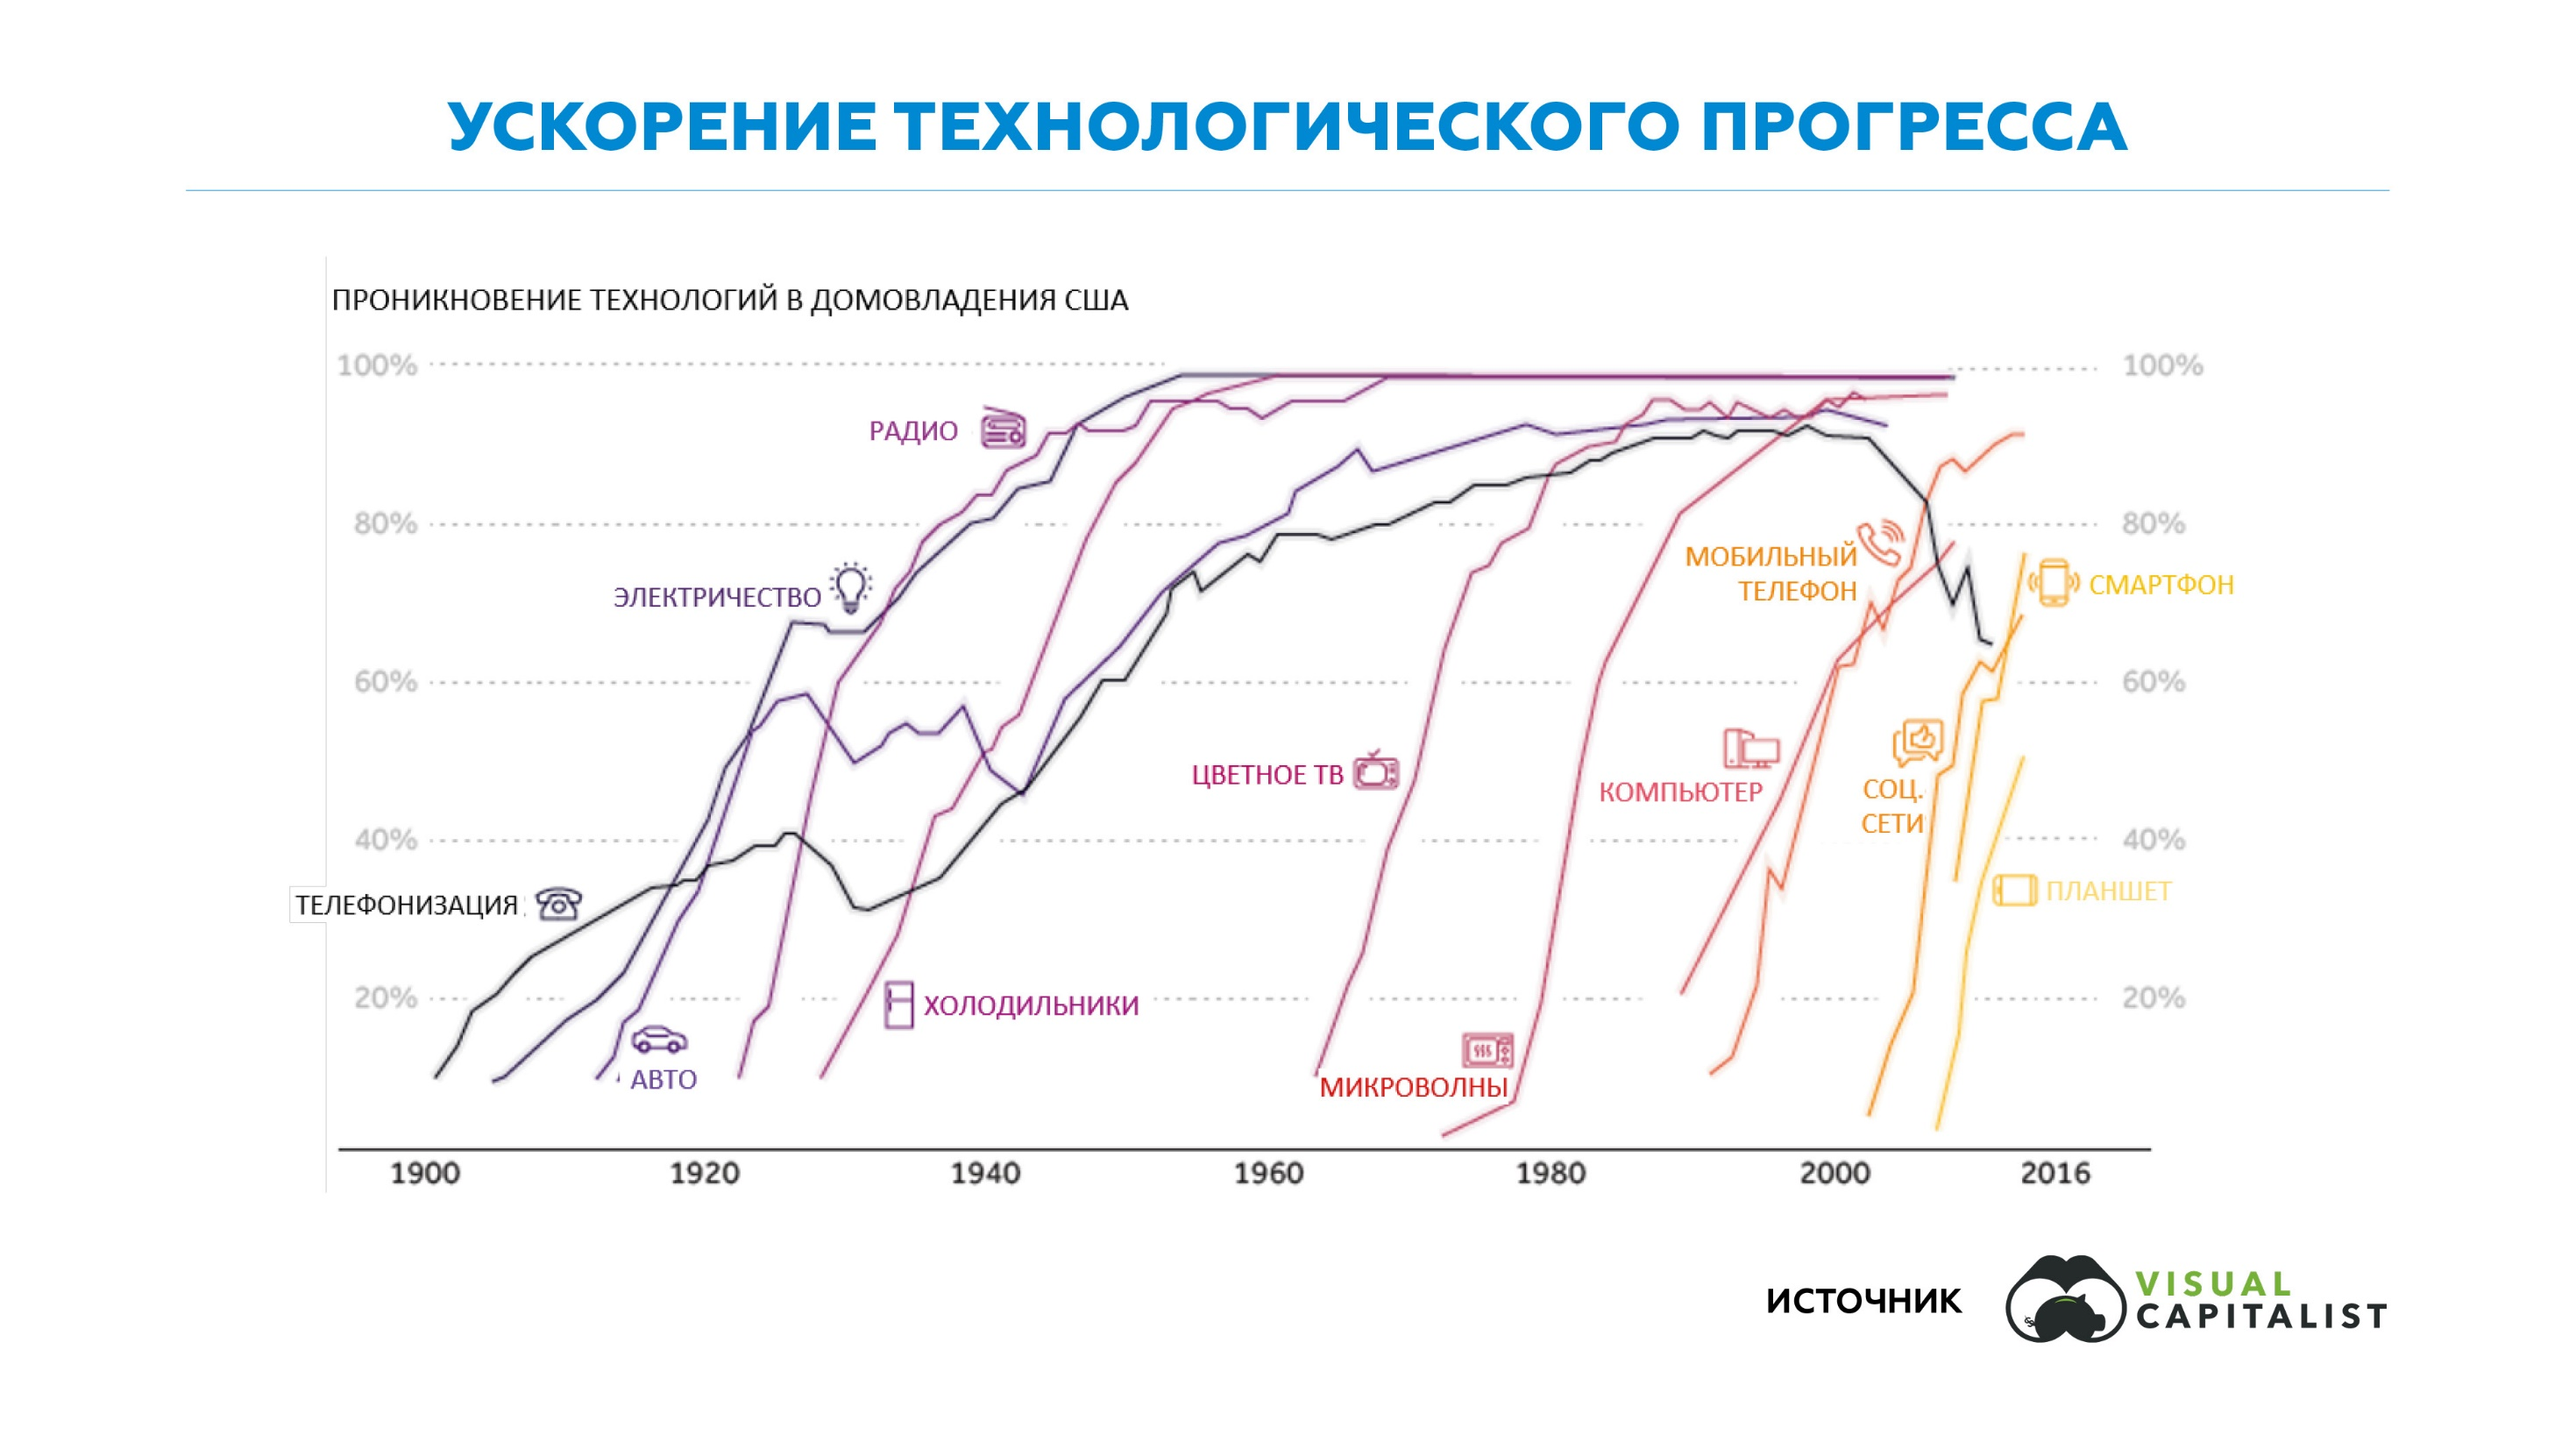 УСКОРЕНИЕ ТЕХНОЛОГИЧЕСКОГО ПРОГРЕССА
ПРОНИКНОВЕНИЕ ТЕХНОЛОГИЙ В ДОМОВЛАДЕНИЯ США
100% 100%
РАДИО
80% 80%
МОБИЛЬНЫЙ
ТЕЛЕФОН
СМАРТФОН
ЭЛЕКТРИЧЕСТВО
60% 60%
ЦВЕТНОЕ ТВ
КОМПЬЮТЕР
СОЦ.
СЕТИ
40% 40%
ПЛАНШЕТ
ТЕЛЕФОНИЗАЦИЯ
20% 20%
ХОЛОДИЛЬНИКИ
АВТО
МИКРОВОЛНЫ
1900 1920 1940 1960 1980 2000 2016
ИСТОЧНИК
VISUAL
CAPITALIST